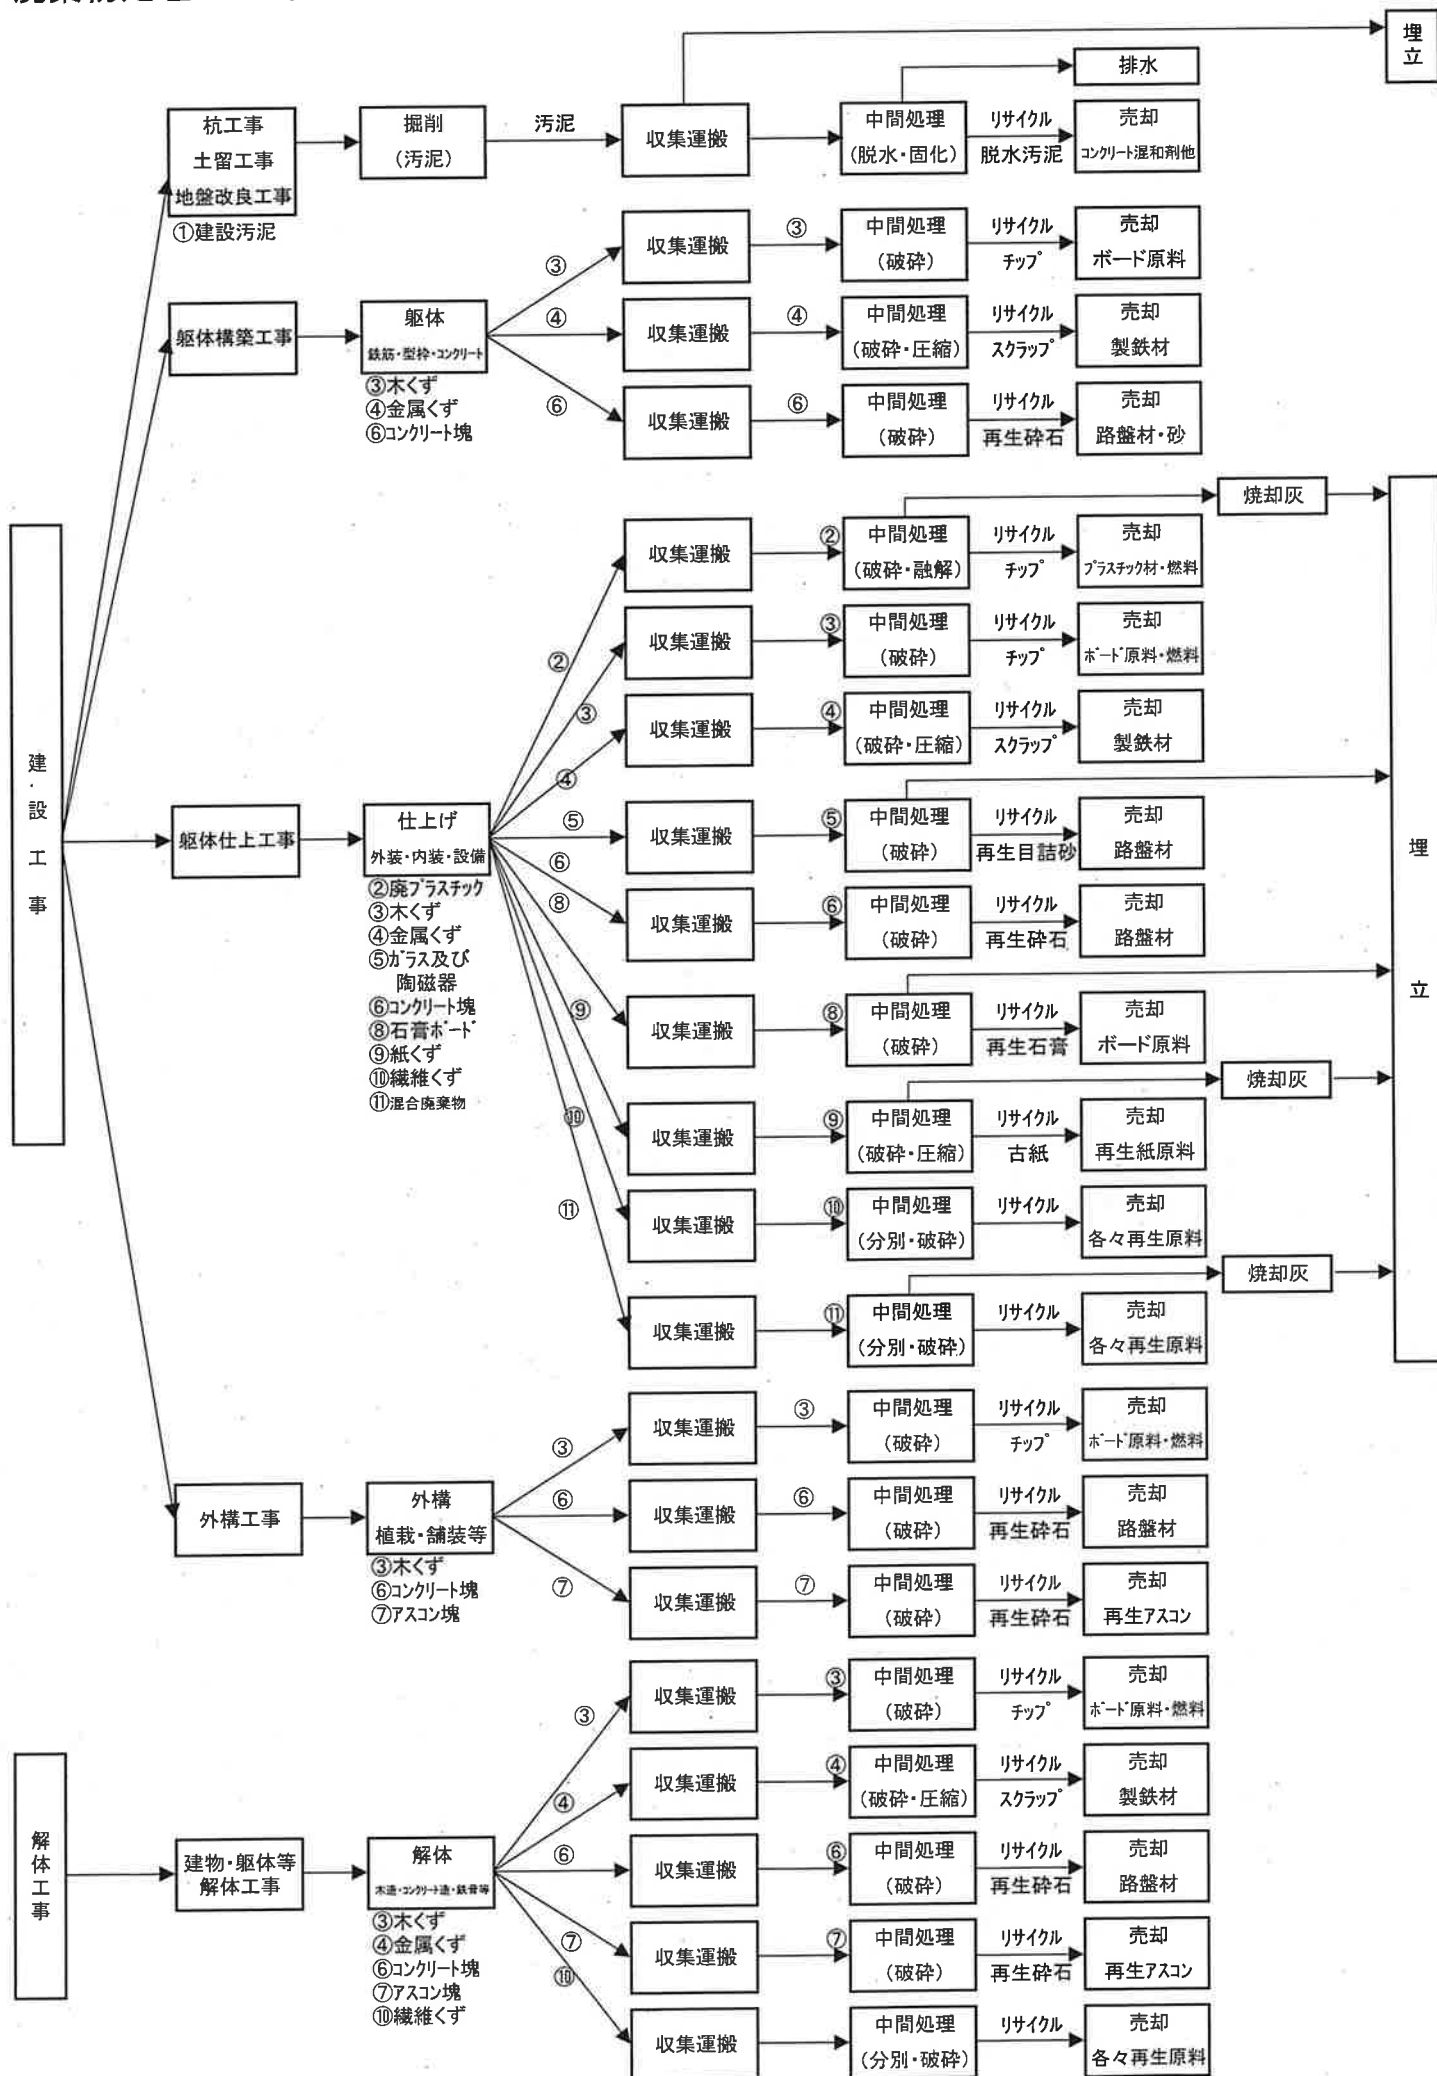 埋
立
排水
杭工事
土留工事
地盤改良工事
①建設汚泥
掘削
(汚泥)
汚泥
収集運搬
中間処理
(脱水・固化)
リサイクル
脱水汚泥
売却
コンクリート混和剤他
躯体構築工事
躯体
鉄筋・型枠・コンクリート
③木くず
④金属くず
⑥コンクリート塊
③
収集運搬
③
中間処理
(破砕)
リサイクル
チップ
売却
ボード原料
④
収集運搬
④
中間処理
(破砕・圧縮)
リサイクル
スクラップ
売却
製鉄材
⑥
収集運搬
⑥
中間処理
(破砕)
リサイクル
再生砕石
売却
路盤材・砂
建設工事
躯体仕上工事
仕上げ
外装・内装・設備
②廃プラスチック
③木くず
④金属くず
⑤ガラス及び
陶磁器
⑥コンクリート塊
⑧石膏ボード
⑨紙くず
⑩繊維くず
⑪混合廃棄物
②
収集運搬
②
中間処理
(破砕・融解)
リサイクル
チップ
売却
プラスチック材・燃料
焼却灰
③
収集運搬
③
中間処理
(破砕)
リサイクル
チップ
売却
ボード原料・燃料
④
収集運搬
④
中間処理
(破砕・圧縮)
リサイクル
スクラップ
売却
製鉄材
⑤
収集運搬
⑤
中間処理
(破砕)
リサイクル
再生目詰砂
売却
路盤材
⑥
収集運搬
⑥
中間処理
(破砕)
リサイクル
再生砕石
売却
路盤材
⑧
収集運搬
⑧
中間処理
(破砕)
リサイクル
再生石膏
売却
ボード原料
⑨
収集運搬
⑨
中間処理
(破砕・圧縮)
リサイクル
古紙
売却
再生紙原料
焼却灰
⑩
収集運搬
⑩
中間処理
(分別・破砕)
リサイクル
売却
各々再生原料
⑪
収集運搬
⑪
中間処理
(分別・破砕)
リサイクル
売却
各々再生原料
焼却灰
埋立
外構工事
外構
植栽・舗装等
③木くず
⑥コンクリート塊
⑦アスコン塊
③
収集運搬
③
中間処理
(破砕)
リサイクル
チップ
売却
ボード原料・燃料
⑥
収集運搬
⑥
中間処理
(破砕)
リサイクル
再生砕石
売却
路盤材
⑦
収集運搬
⑦
中間処理
(破砕)
リサイクル
再生砕石
売却
再生アスコン
解体工事
建物・躯体等
解体工事
解体
木造・コンクリート造・鉄骨等
③木くず
④金属くず
⑥コンクリート塊
⑦アスコン塊
⑩繊維くず
③
収集運搬
③
中間処理
(破砕)
リサイクル
チップ
売却
ボード原料・燃料
④
収集運搬
④
中間処理
(破砕・圧縮)
リサイクル
スクラップ
売却
製鉄材
⑥
収集運搬
⑥
中間処理
(破砕)
リサイクル
再生砕石
売却
路盤材
⑦
収集運搬
⑦
中間処理
(破砕)
リサイクル
再生砕石
売却
再生アスコン
⑩
収集運搬
中間処理
(分別・破砕)
リサイクル
売却
各々再生原料